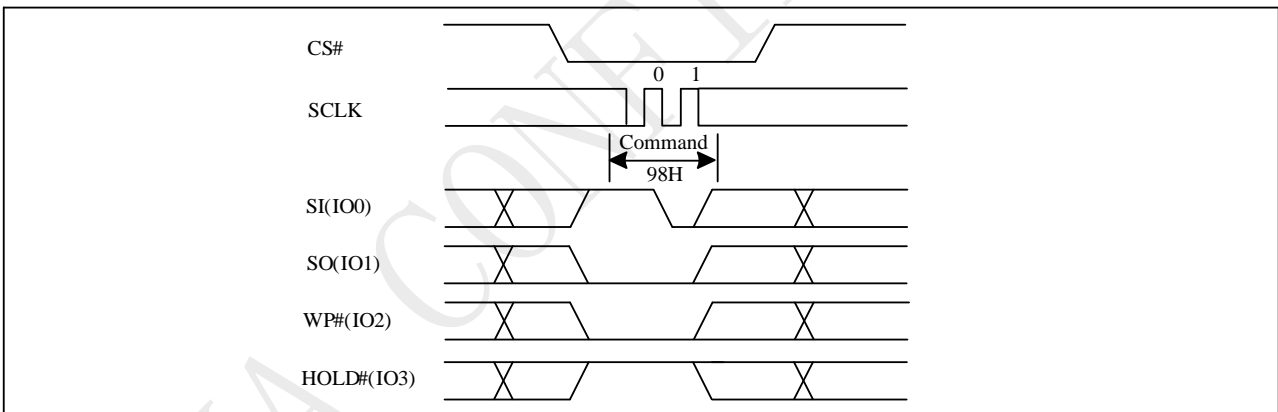 CS#
0 1
SCLK
Command
98H
SI(IO0)
SO(IO1)
WP#(IO2)
HOLD#(IO3)